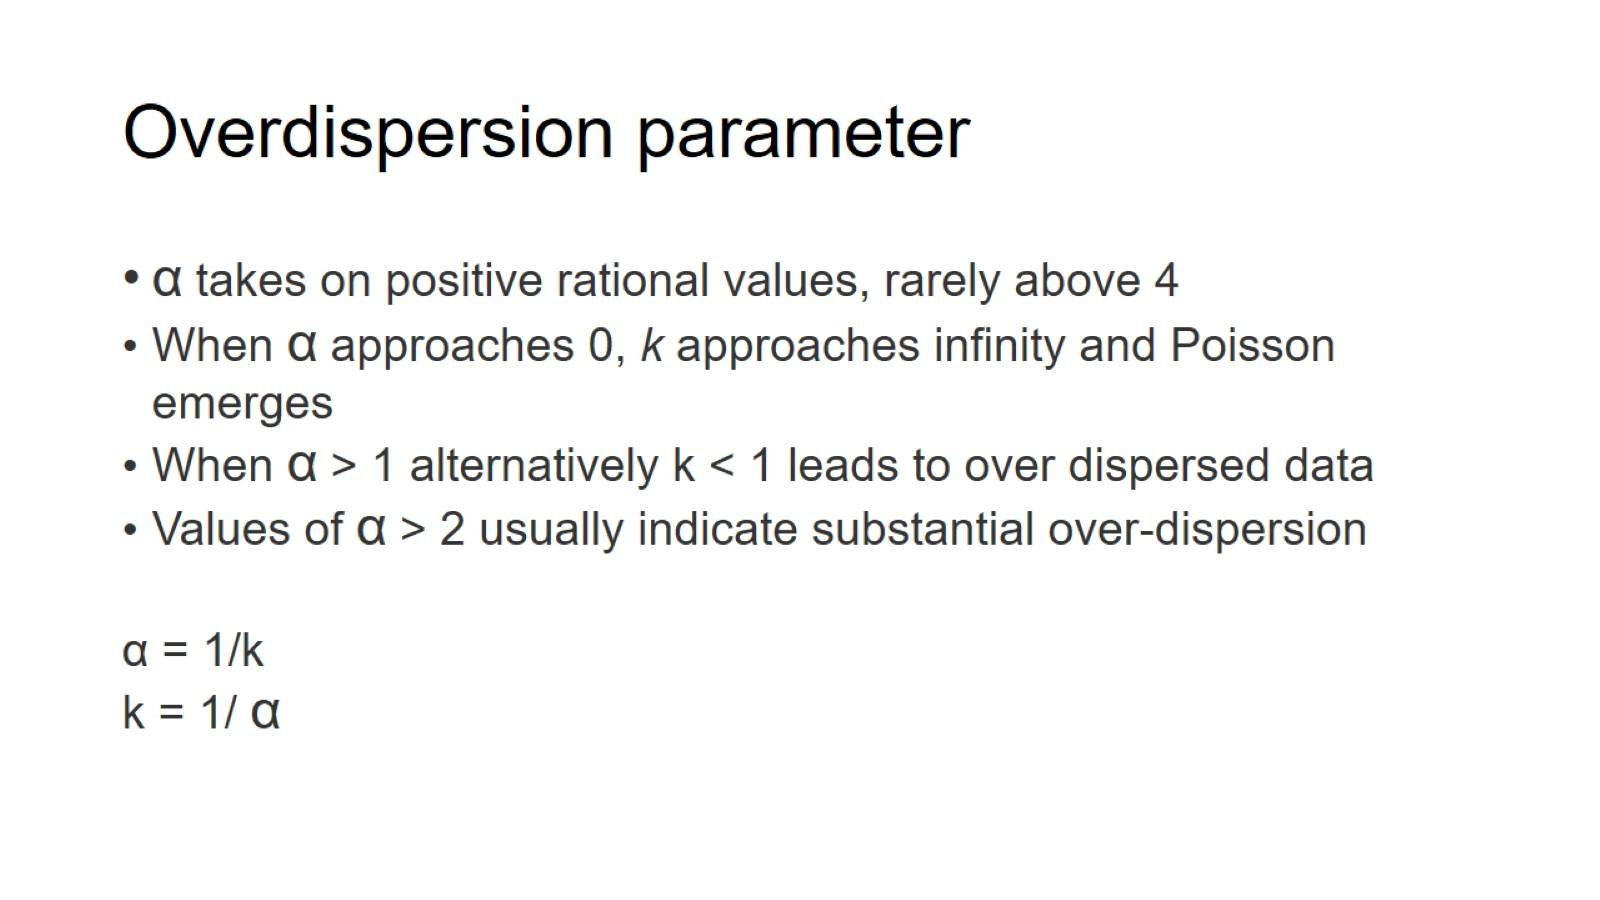 Overdispersion parameter
• α takes on positive rational values, rarely above 4
• When α approaches 0, k approaches infinity and Poisson
emerges
• When α > 1 alternatively k < 1 leads to over dispersed data
• Values of α > 2 usually indicate substantial over-dispersion
α = 1/k
k = 1/ α